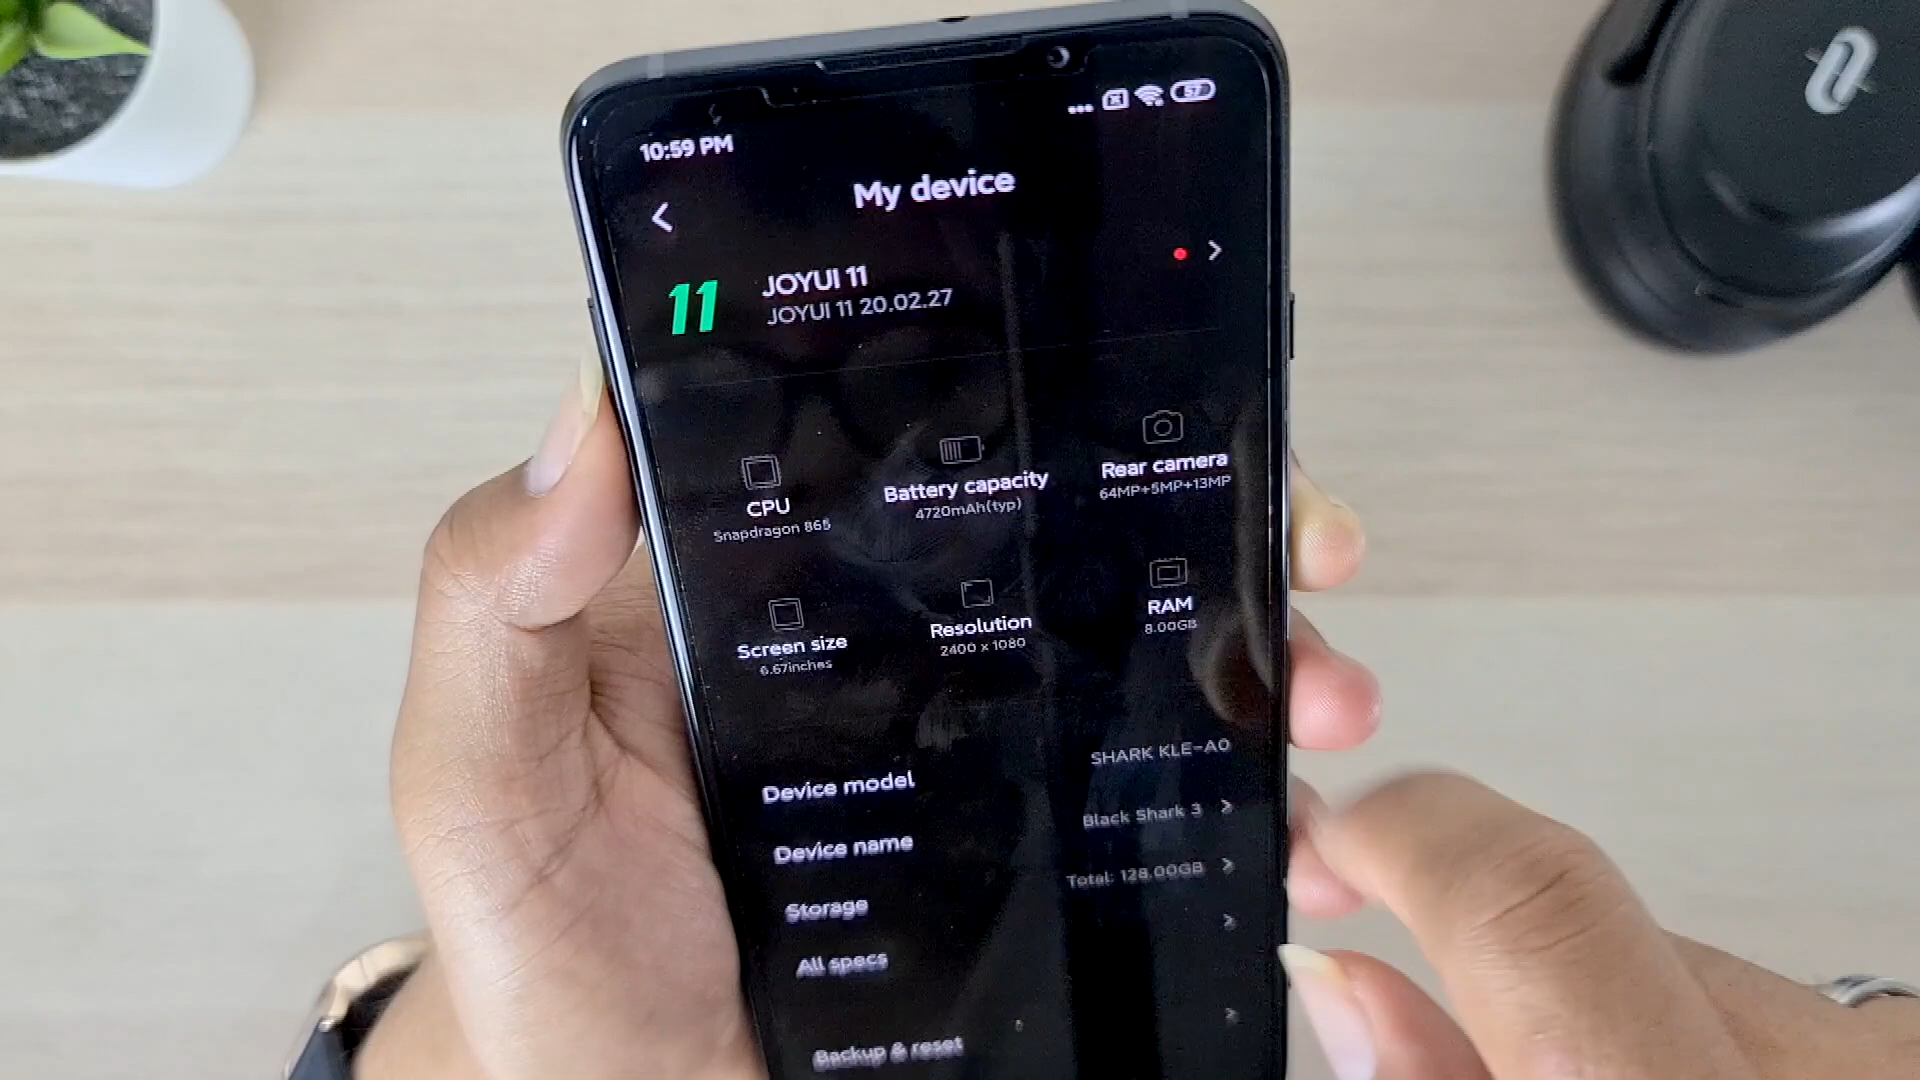 57
10:59 PM
My device
11
JOYUI 11
JOYUI 11 20.02.27
CPU
Snapdragon 865
Battery capacity
4720mAh(typ)
Rear camera
64MP+5MP+13MP
Screen size
6.67inches
Resolution
2400 x 1080
RAM
8.00GB
Device model SHARK KLE-A0
Device name Black Shark 3
Storage Total: 128.00GB
All specs
Backup & reset